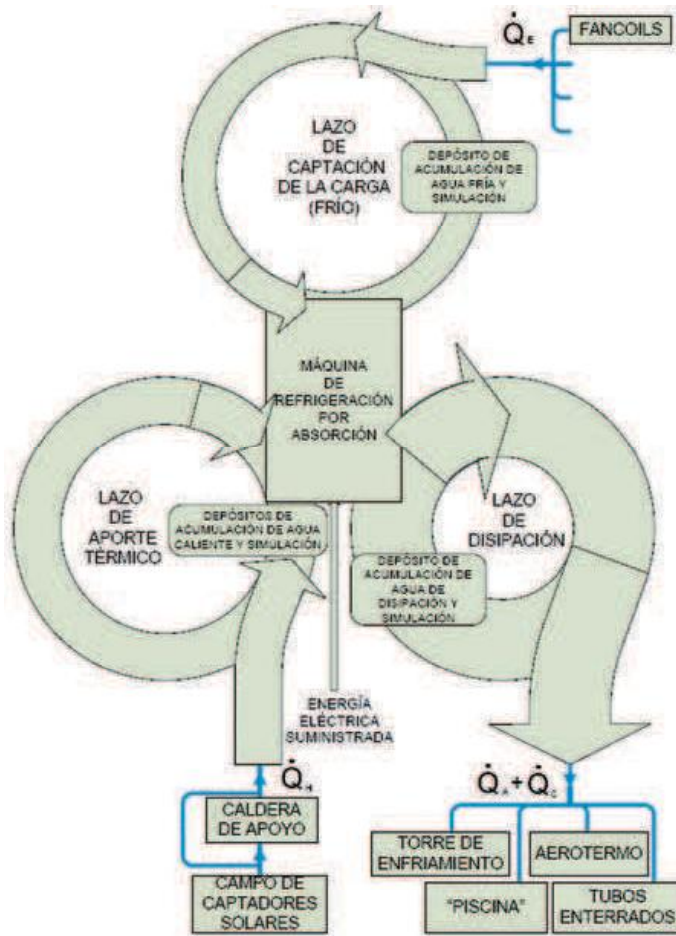 Q̇E
FANCOILS
LAZO
DE
CAPTACIÓN
DE LA CARGA
(FRÍO)
DEPÓSITO DE
ACUMULACIÓN DE
AGUA FRÍA Y
SIMULACIÓN
MÁQUINA
DE
REFRIGERACIÓN
POR
ABSORCIÓN
LAZO
DE
APORTE
TÉRMICO
DEPÓSITOS DE
ACUMULACIÓN DE AGUA
CALIENTE Y SIMULACIÓN
LAZO
DE
DISIPACIÓN
DEPÓSITO DE
ACUMULACIÓN DE
AGUA DE
DISIPACIÓN Y
SIMULACIÓN
ENERGÍA
ELÉCTRICA
SUMINISTRADA
Q̇H
Q̇A+Q̇C
CALDERA
DE APOYO
CAMPO DE
CAPTADORES
SOLARES
TORRE DE
ENFRIAMIENTO
AEROTERMO
"PISCINA"
TUBOS
ENTERRADOS